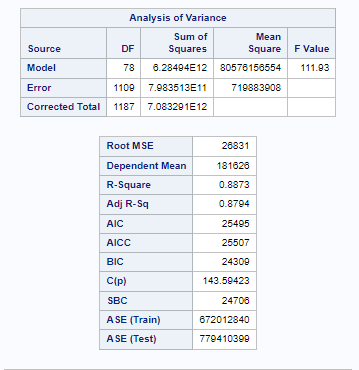 Analysis of Variance
Source DF Sum of Squares Mean Square F Value
Model 78 6.28494E12 80576156554 111.93
Error 1109 7.983513E11 719883908
Corrected Total 1187 7.083291E12
Root MSE 26831
Dependent Mean 181626
R-Square 0.8873
Adj R-Sq 0.8794
AIC 25495
AICC 25507
BIC 24309
C(p) 143.59423
SBC 24706
ASE (Train) 672012840
ASE (Test) 779410399